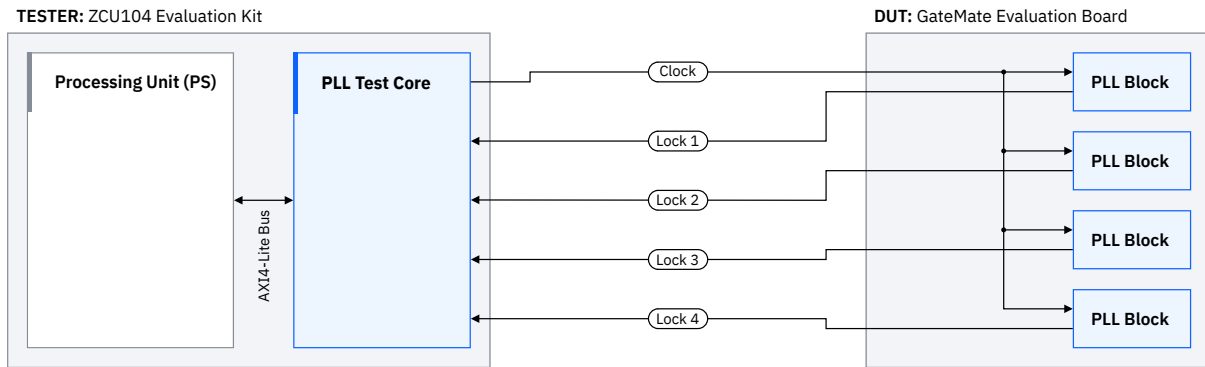 TESTER: ZCU104 Evaluation Kit
DUT: GateMate Evaluation Board
Processing Unit (PS)
AXI4-Lite Bus
PLL Test Core
Clock
Lock 1
Lock 2
Lock 3
Lock 4
PLL Block
PLL Block
PLL Block
PLL Block